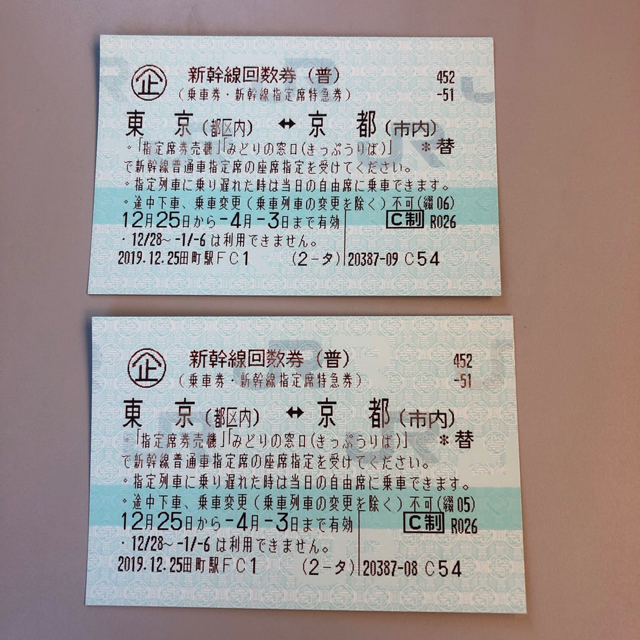 企 新幹線回数券(普) 452
(乗車券・新幹線指定席特急券) -51
東 京(都区内) ↔ 京 都(市内)
・「指定席券売機」「みどりの窓口(きっぷうりば)」 *替
で新幹線普通車指定席の座席指定を受けてください。
・指定列車に乗り遅れた時は当日の自由席に乗車できます。
・途中下車、乗車変更(乗車列車の変更を除く)不可(綴06)
12月25日から-4月-3日まで有効 C制 R026
・12/28~-1/-6は利用できません。
2019.12.25田町駅FC1 (2-タ) 20387-09 C54
企 新幹線回数券(普) 452
(乗車券・新幹線指定席特急券) -51
東 京(都区内) ↔ 京 都(市内)
・「指定席券売機」「みどりの窓口(きっぷうりば)」 *替
で新幹線普通車指定席の座席指定を受けてください。
・指定列車に乗り遅れた時は当日の自由席に乗車できます。
・途中下車、乗車変更(乗車列車の変更を除く)不可(綴05)
12月25日から-4月-3日まで有効 C制 R026
・12/28~-1/-6は利用できません。
2019.12.25田町駅FC1 (2-タ) 20387-08 C54